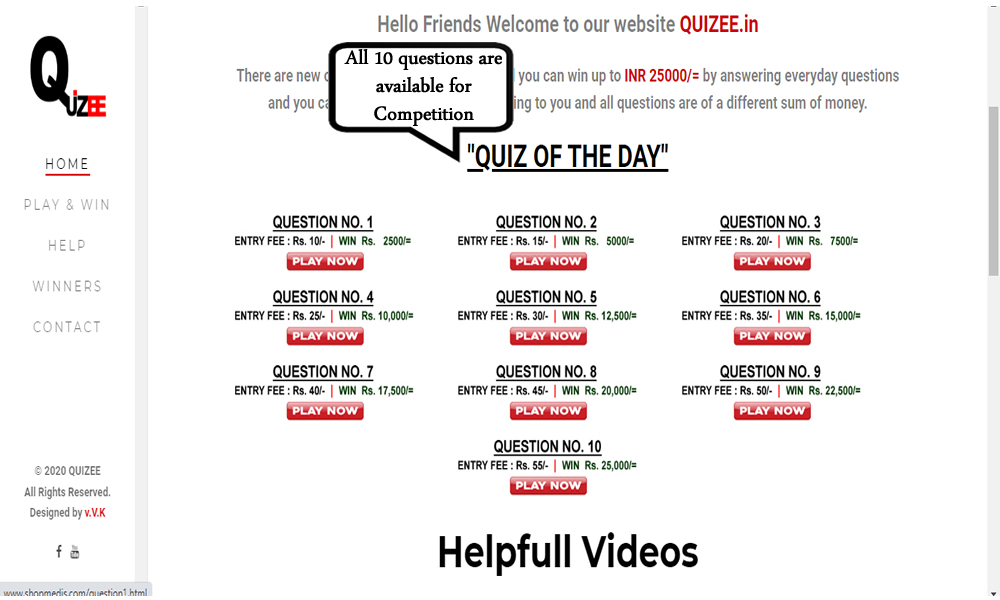 QUIZEE
HOME
PLAY & WIN
HELP
WINNERS
CONTACT
© 2020 QUIZEE
All Rights Reserved.
Designed by v.V.K
www.shopmedis.com/question1.html
Hello Friends Welcome to our website QUIZEE.in
All 10 questions are
available for
Competition
There are new you can win up to INR 25000/= by answering everyday questions
and you ing to you and all questions are of a different sum of money.
"QUIZ OF THE DAY"
QUESTION NO. 1
ENTRY FEE : Rs. 10/- | WIN Rs. 2500/=
PLAY NOW
QUESTION NO. 2
ENTRY FEE : Rs. 15/- | WIN Rs. 5000/=
PLAY NOW
QUESTION NO. 3
ENTRY FEE : Rs. 20/- | WIN Rs. 7500/=
PLAY NOW
QUESTION NO. 4
ENTRY FEE : Rs. 25/- | WIN Rs. 10,000/=
PLAY NOW
QUESTION NO. 5
ENTRY FEE : Rs. 30/- | WIN Rs. 12,500/=
PLAY NOW
QUESTION NO. 6
ENTRY FEE : Rs. 35/- | WIN Rs. 15,000/=
PLAY NOW
QUESTION NO. 7
ENTRY FEE : Rs. 40/- | WIN Rs. 17,500/=
PLAY NOW
QUESTION NO. 8
ENTRY FEE : Rs. 45/- | WIN Rs. 20,000/=
PLAY NOW
QUESTION NO. 9
ENTRY FEE : Rs. 50/- | WIN Rs. 22,500/=
PLAY NOW
QUESTION NO. 10
ENTRY FEE : Rs. 55/- | WIN Rs. 25,000/=
PLAY NOW
Helpfull Videos